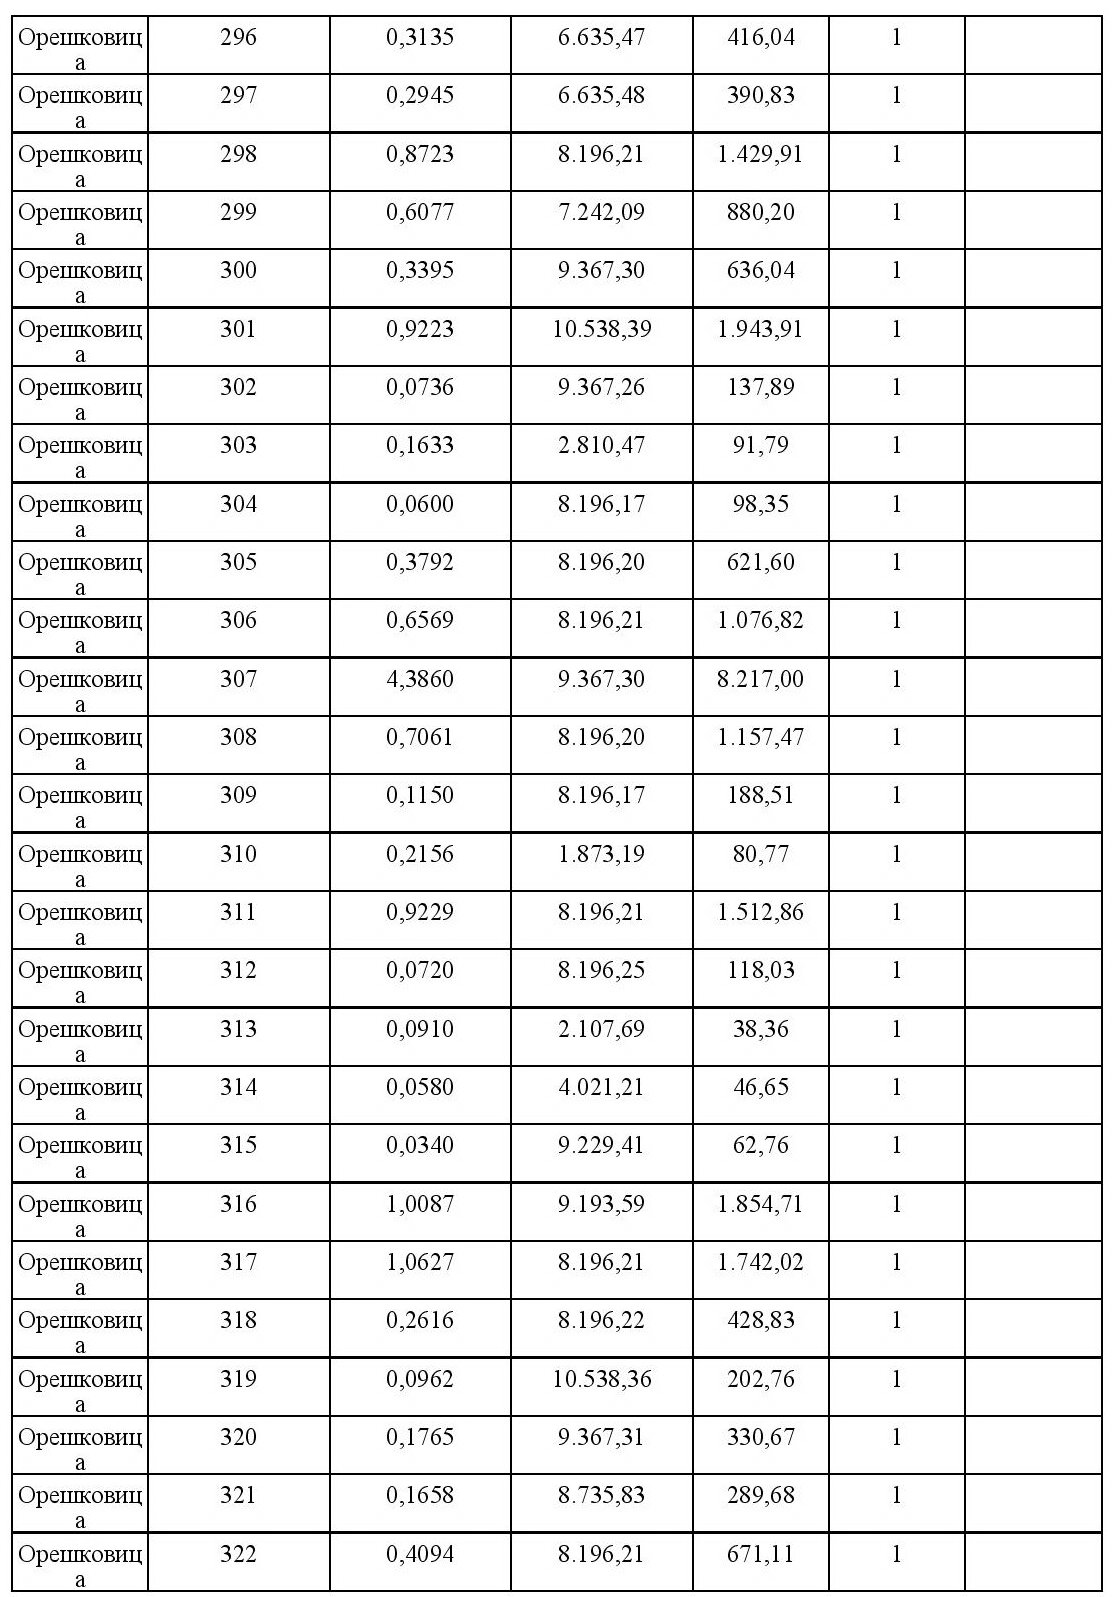 Орешковиц 296 0,3135 6.635,47 416,04 1
а
Орешковиц 297 0,2945 6.635,48 390,83 1
а
Орешковиц 298 0,8723 8.196,21 1.429,91 1
а
Орешковиц 299 0,6077 7.242,09 880,20 1
а
Орешковиц 300 0,3395 9.367,30 636,04 1
а
Орешковиц 301 0,9223 10.538,39 1.943,91 1
а
Орешковиц 302 0,0736 9.367,26 137,89 1
а
Орешковиц 303 0,1633 2.810,47 91,79 1
а
Орешковиц 304 0,0600 8.196,17 98,35 1
а
Орешковиц 305 0,3792 8.196,20 621,60 1
а
Орешковиц 306 0,6569 8.196,21 1.076,82 1
а
Орешковиц 307 4,3860 9.367,30 8.217,00 1
а
Орешковиц 308 0,7061 8.196,20 1.157,47 1
а
Орешковиц 309 0,1150 8.196,17 188,51 1
а
Орешковиц 310 0,2156 1.873,19 80,77 1
а
Орешковиц 311 0,9229 8.196,21 1.512,86 1
а
Орешковиц 312 0,0720 8.196,25 118,03 1
а
Орешковиц 313 0,0910 2.107,69 38,36 1
а
Орешковиц 314 0,0580 4.021,21 46,65 1
а
Орешковиц 315 0,0340 9.229,41 62,76 1
а
Орешковиц 316 1,0087 9.193,59 1.854,71 1
а
Орешковиц 317 1,0627 8.196,21 1.742,02 1
а
Орешковиц 318 0,2616 8.196,22 428,83 1
а
Орешковиц 319 0,0962 10.538,36 202,76 1
а
Орешковиц 320 0,1765 9.367,31 330,67 1
а
Орешковиц 321 0,1658 8.735,83 289,68 1
а
Орешковиц 322 0,4094 8.196,21 671,11 1
а